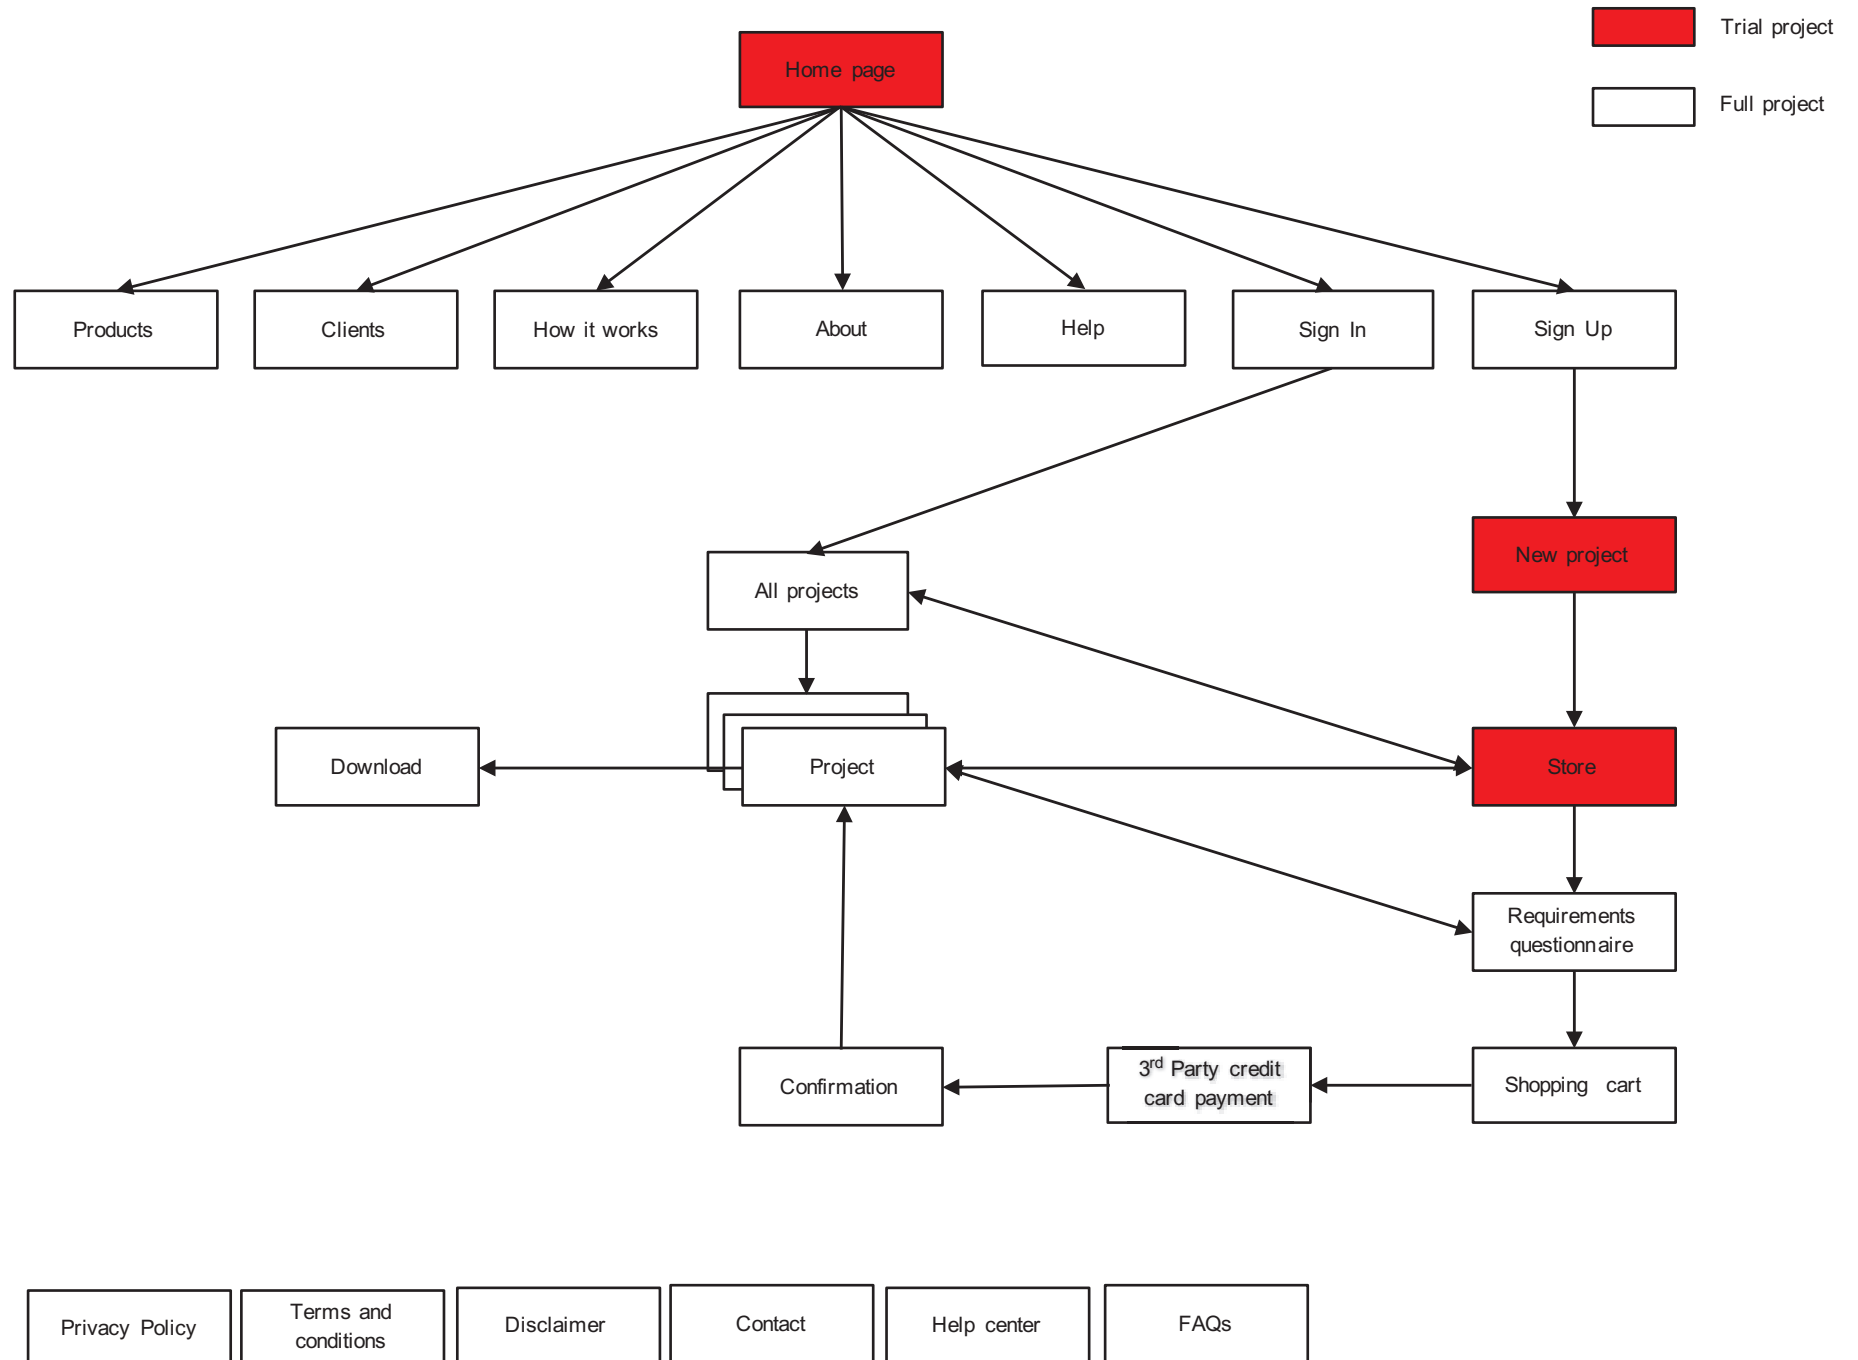 Trial project
Home page
Full project
Products
Clients
How it works
About
Help
Sign In
Sign Up
New project
All projects
Download
Project
Store
Requirements
questionnaire
Confirmation
3rd Party credit
card payment
Shopping cart
Privacy Policy
Terms and
conditions
Disclaimer
Contact
Help center
FAQs